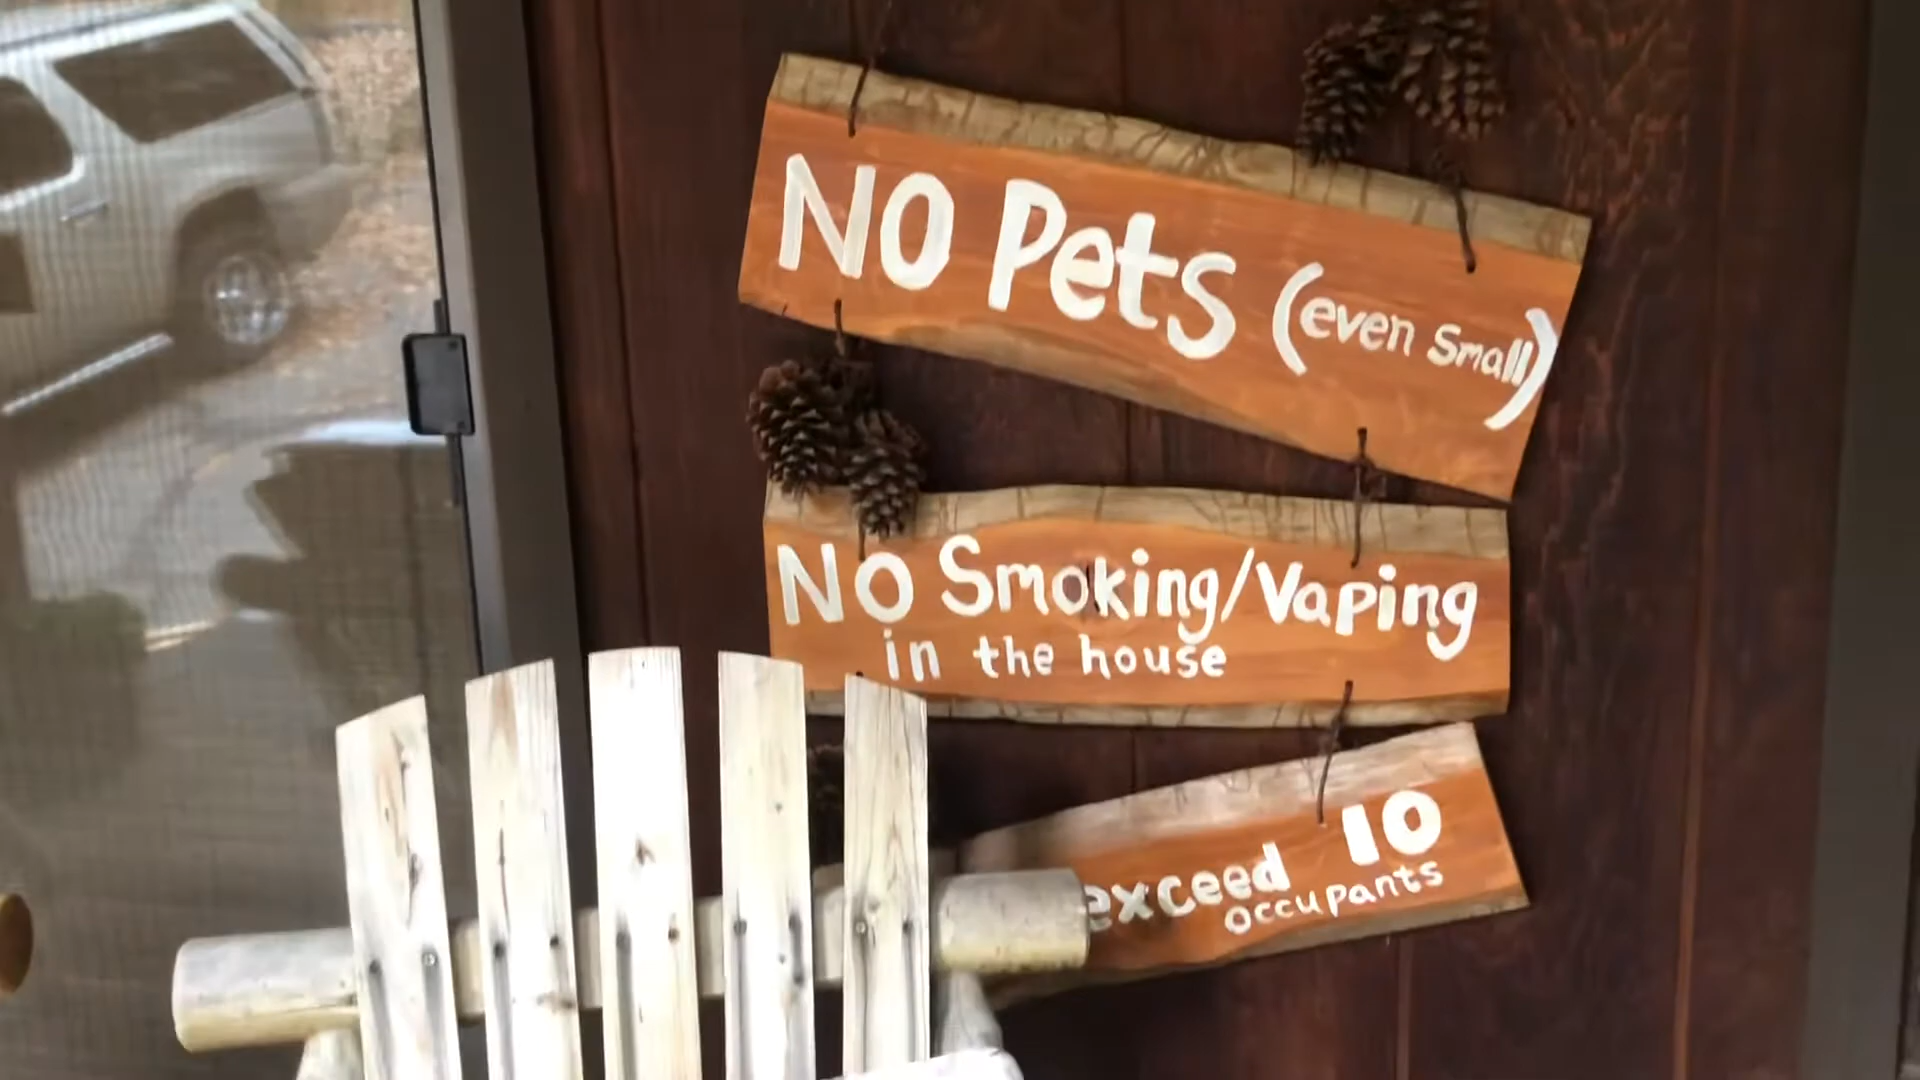 NO Pets (even small)
NO Smoking/Vaping
in the house
exceed 10
occupants